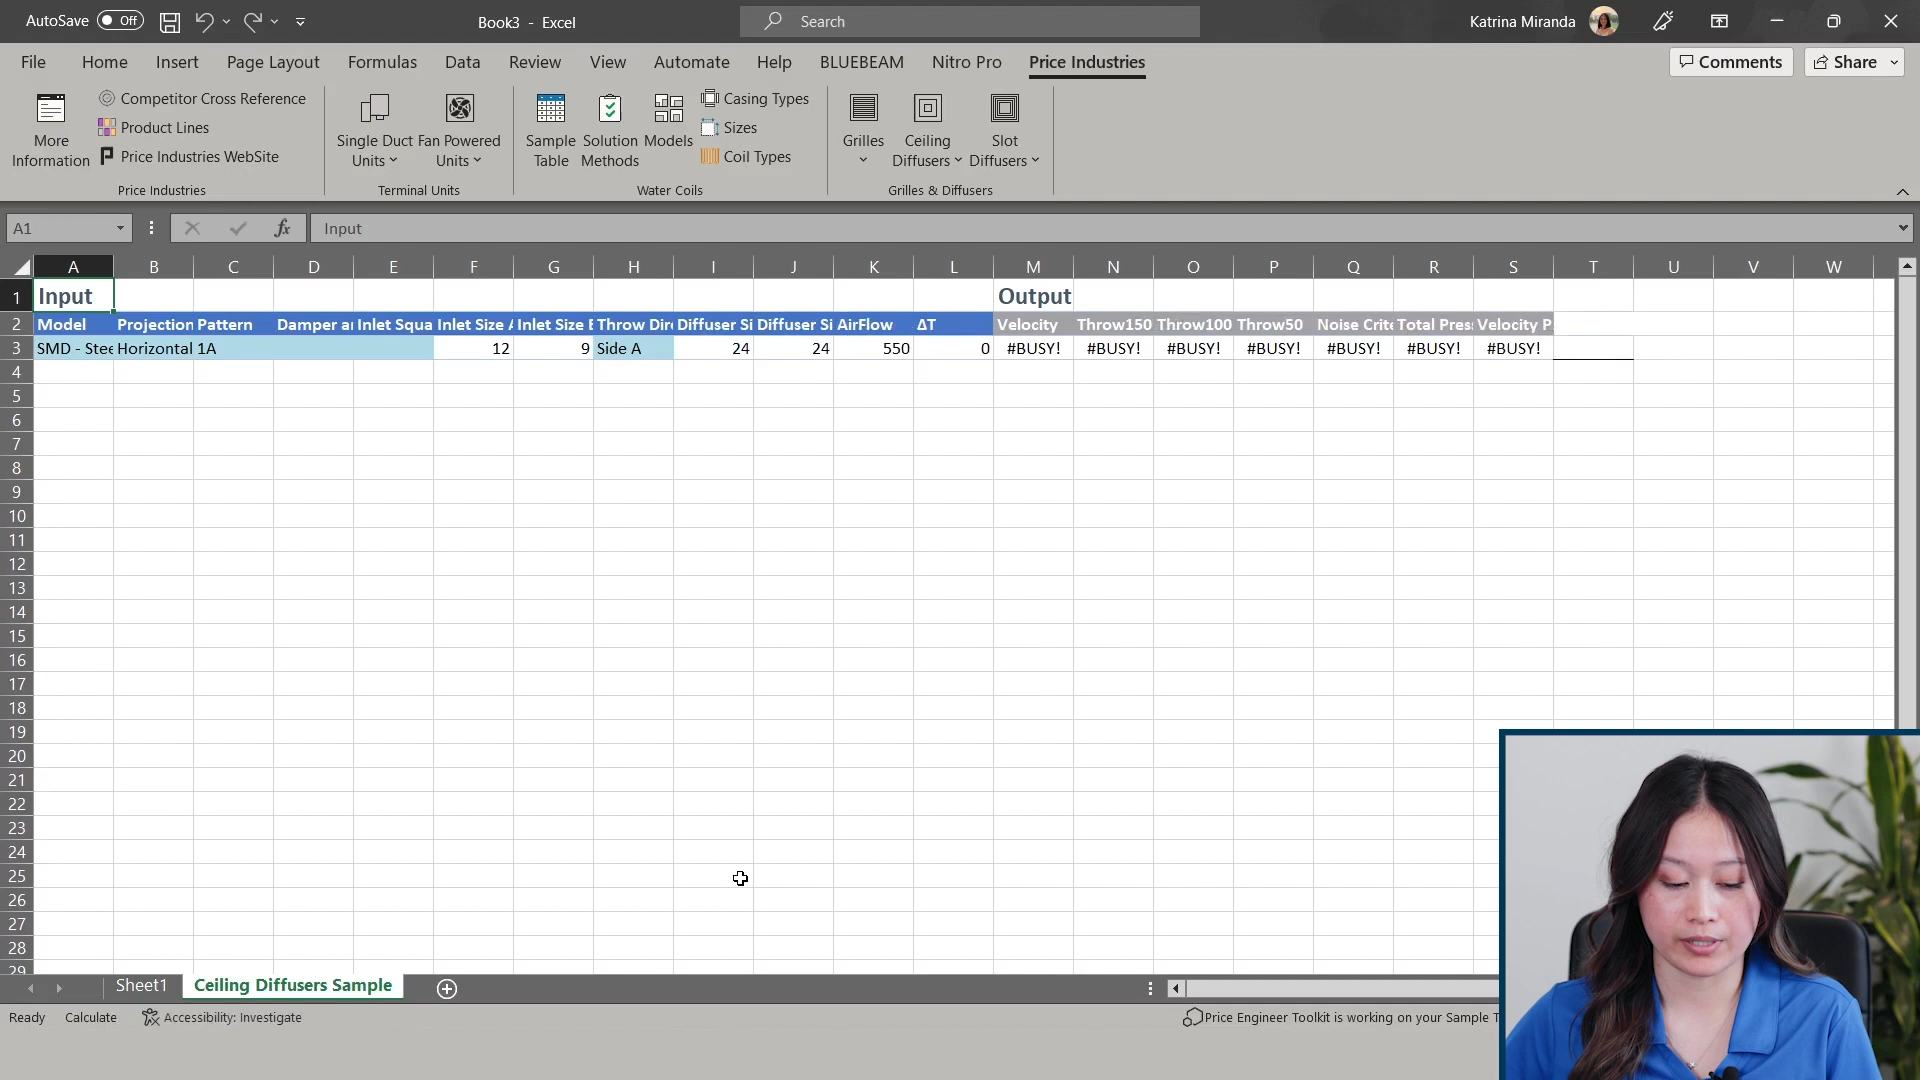 AutoSave Off Book3 - Excel Search Katrina Miranda
File Home Insert Page Layout Formulas Data Review View Automate Help BLUEBEAM Nitro Pro Price Industries Comments Share
More Information
Competitor Cross Reference
Product Lines
Price Industries WebSite
Price Industries
Single Duct Units
Fan Powered Units
Terminal Units
Sample Table
Solution Methods
Models
Casing Types
Sizes
Coil Types
Water Coils
Grilles
Ceiling Diffusers
Slot Diffusers
Grilles & Diffusers
A1 fx Input
A B C D E F G H I J K L M N O P Q R S T U V W
1 Input Output
2 Model Projection Pattern Damper ar Inlet Squa Inlet Size A Inlet Size B Throw Dire Diffuser Si Diffuser Si AirFlow ΔT Velocity Throw150 Throw100 Throw50 Noise Crite Total Press Velocity P
3 SMD - Stee Horizontal 1A 12 9 Side A 24 24 550 0 #BUSY! #BUSY! #BUSY! #BUSY! #BUSY! #BUSY! #BUSY!
4
5
6
7
8
9
10
11
12
13
14
15
16
17
18
19
20
21
22
23
24
25
26
27
28
29
Sheet1 Ceiling Diffusers Sample
Ready Calculate Accessibility: Investigate Price Engineer Toolkit is working on your Sample T